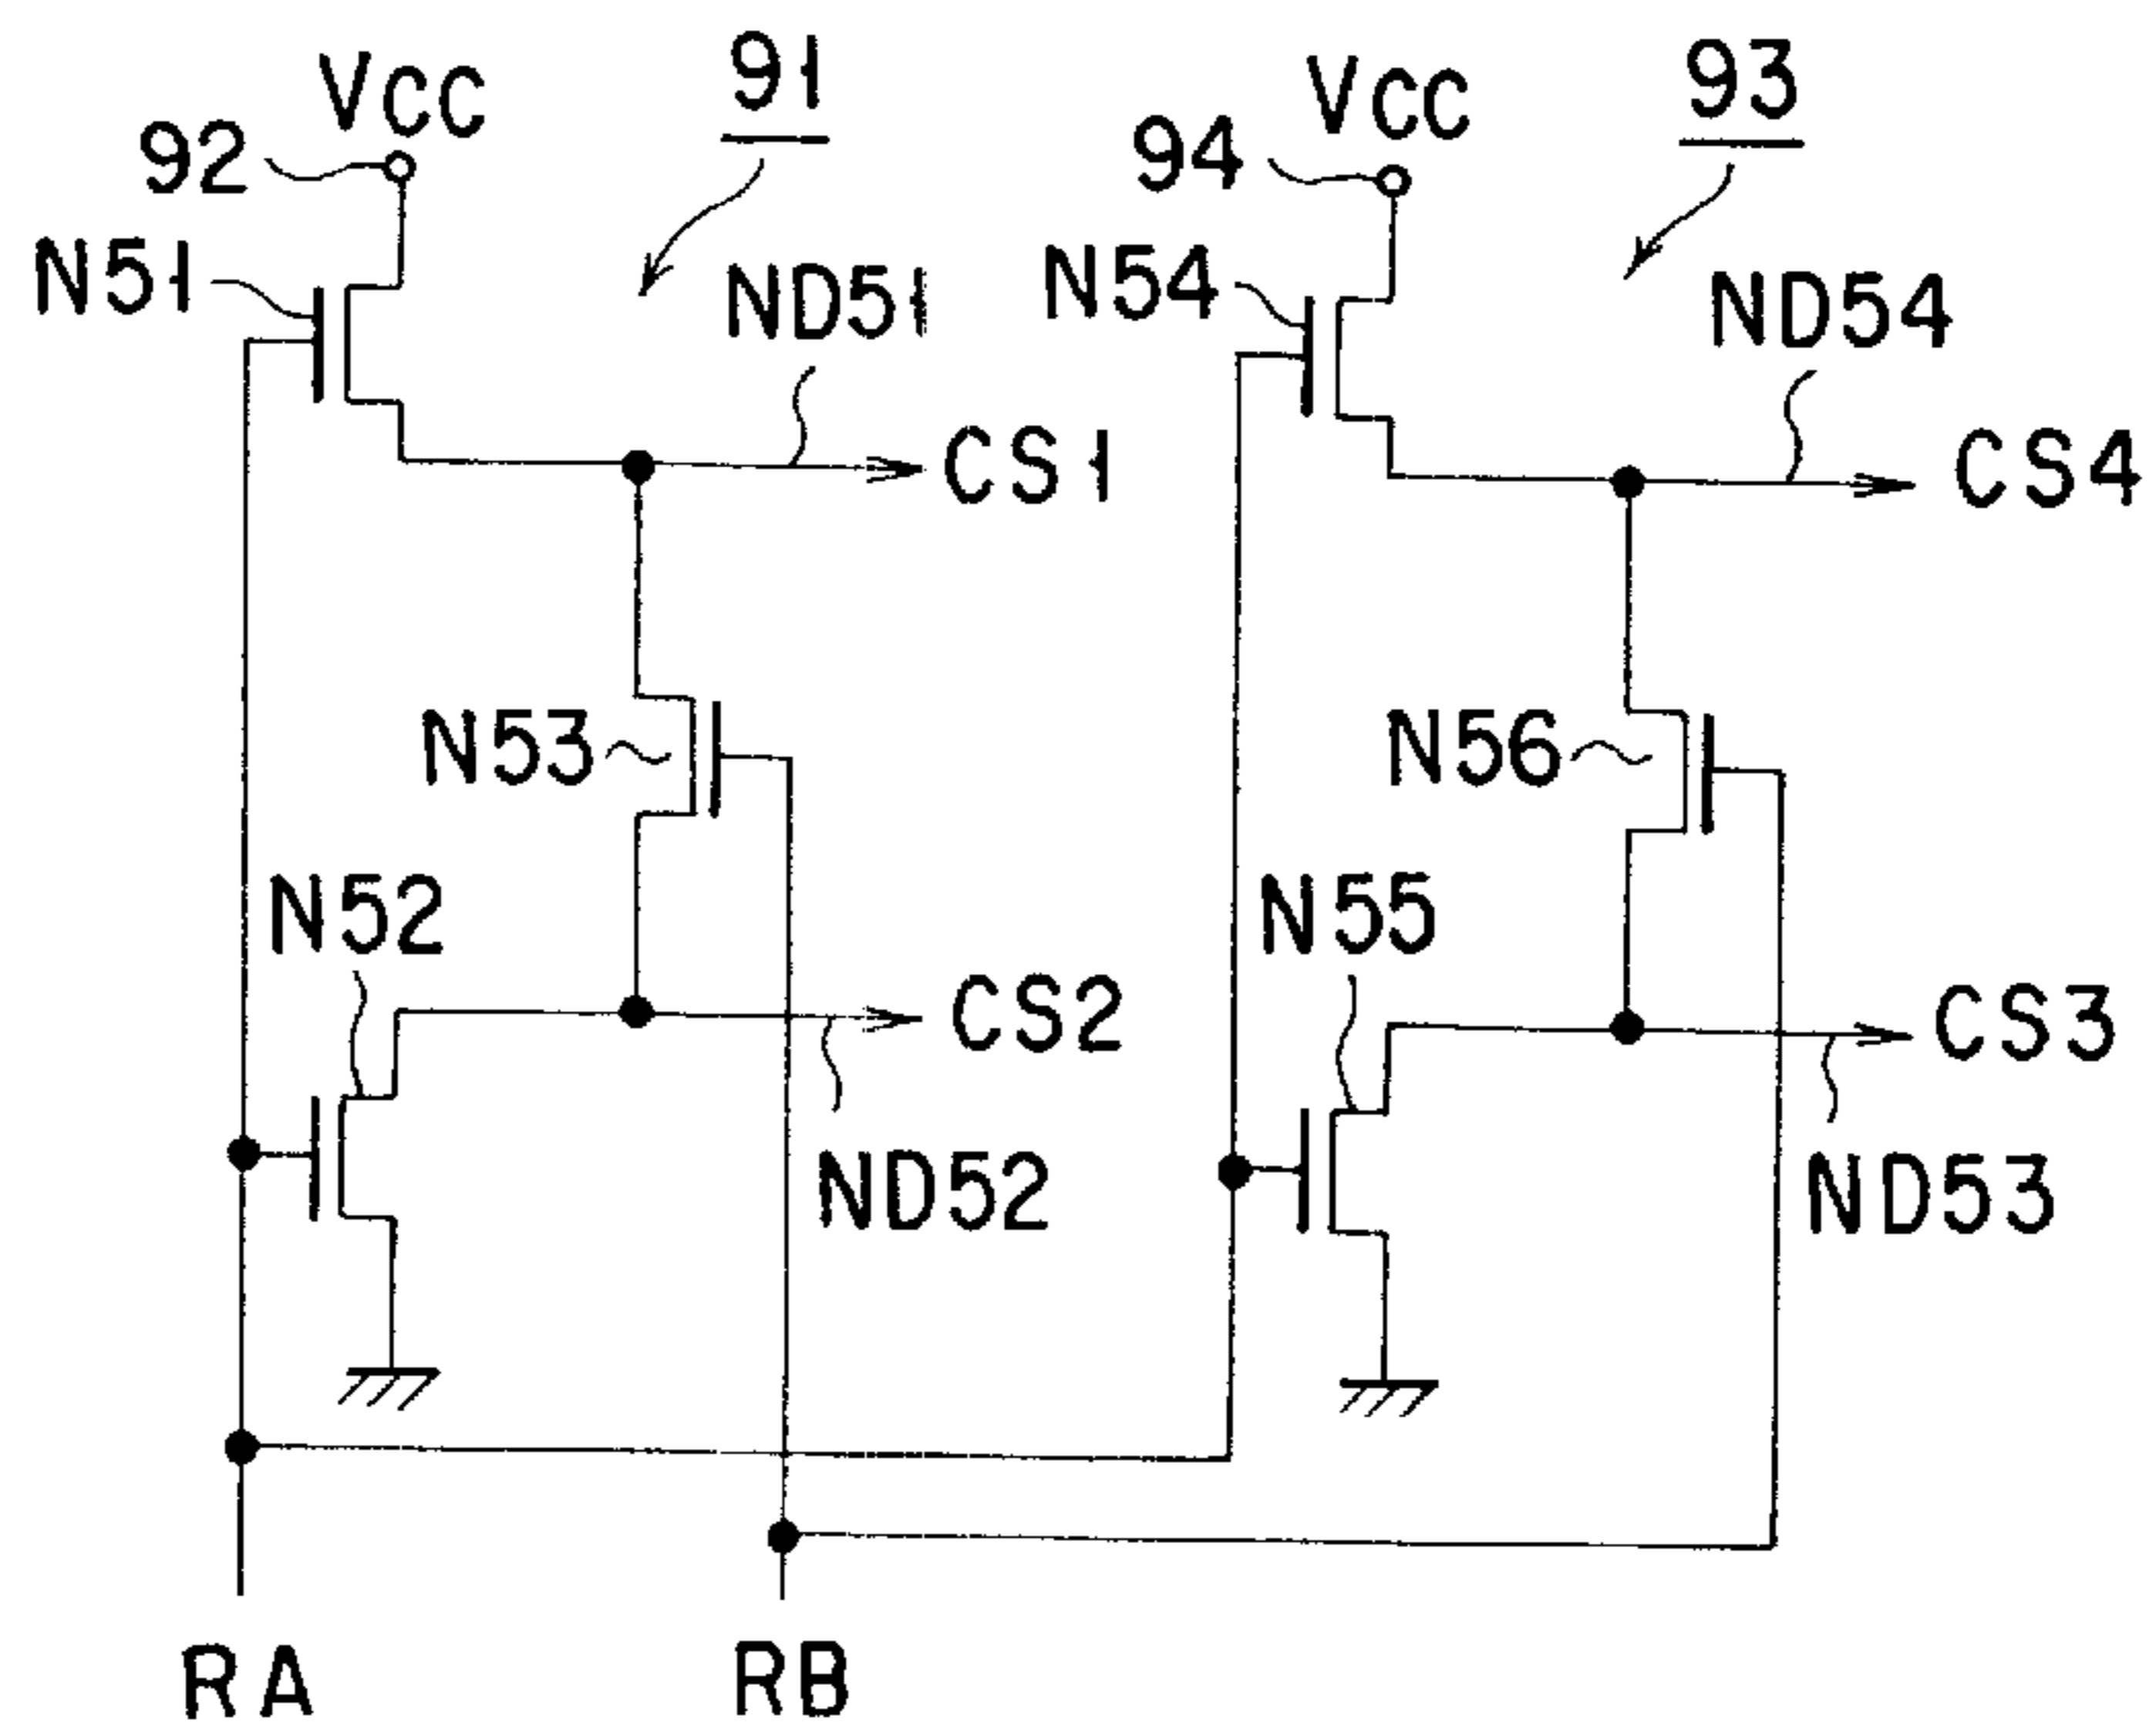 VCC
91
92
N51
ND51
CS1
N53
N52
CS2
ND52
VCC
93
94
N54
ND54
CS4
N56
N55
CS3
ND53
RA
RB